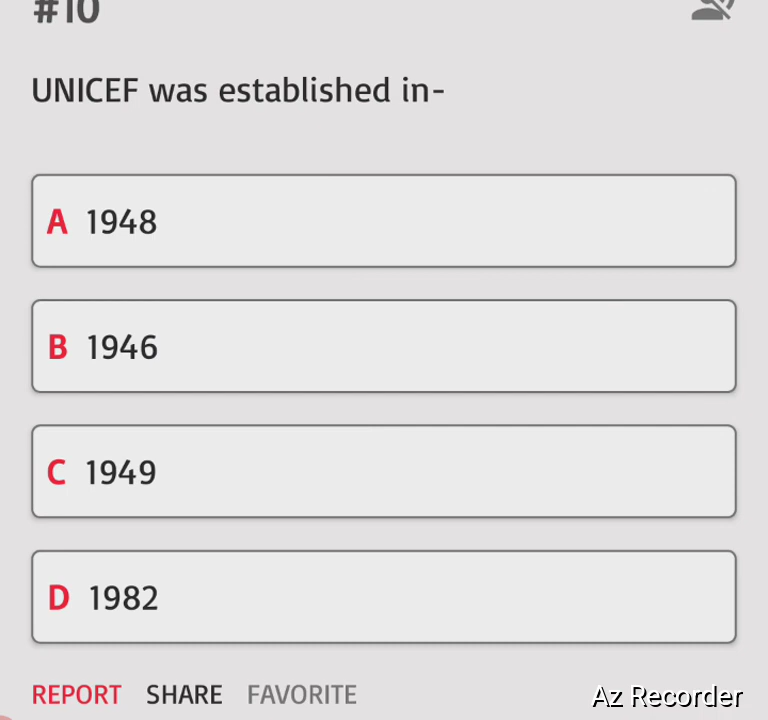 #10
UNICEF was established in-
A 1948
B 1946
C 1949
D 1982
REPORT SHARE FAVORITE
Az Recorder